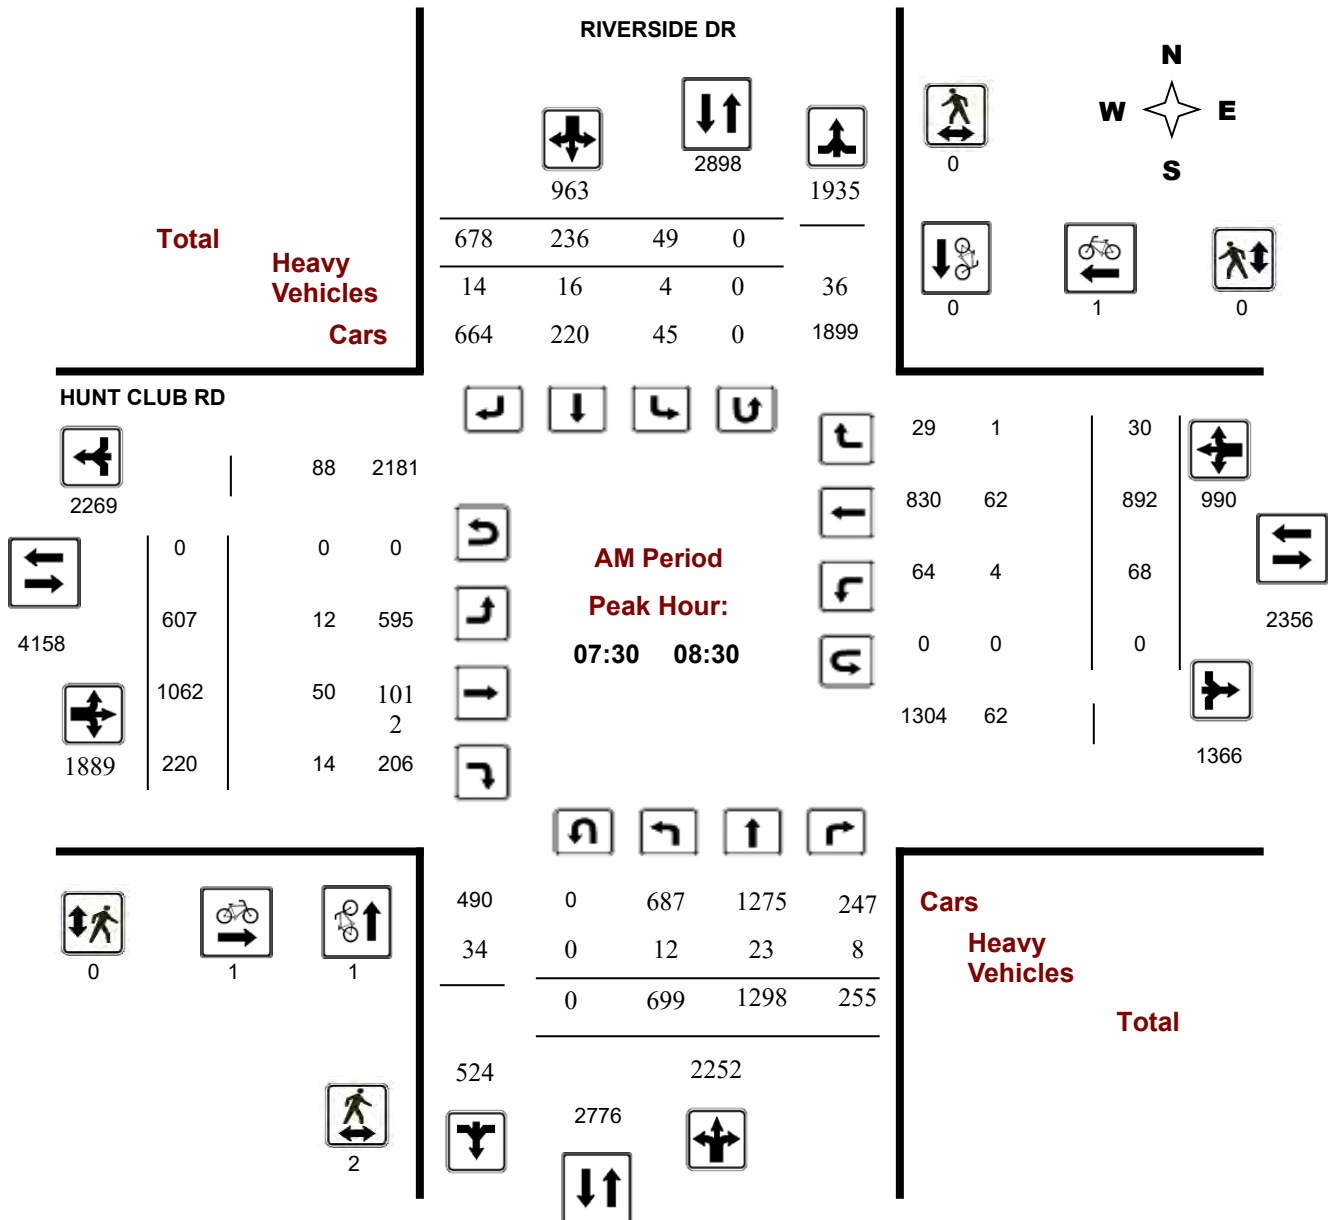 RIVERSIDE DR
N
W E
S
2898
0
963
1935
Total
678 236 49 0
Heavy
Vehicles
14 16 4 0 36
0 1 0
Cars
664 220 45 0 1899
HUNT CLUB RD
29 1 30
88 2181
2269
830 62 892 990
0 0 0
AM Period
64 4 68
607 12 595
Peak Hour:
2356
4158
07:30 08:30
0 0 0
1062 50 101
2
1304 62
1889 220 14 206
1366
490 0 687 1275 247
Cars
34 0 12 23 8
Heavy
Vehicles
0 1 1
0 699 1298 255
Total
524 2252
2776
2